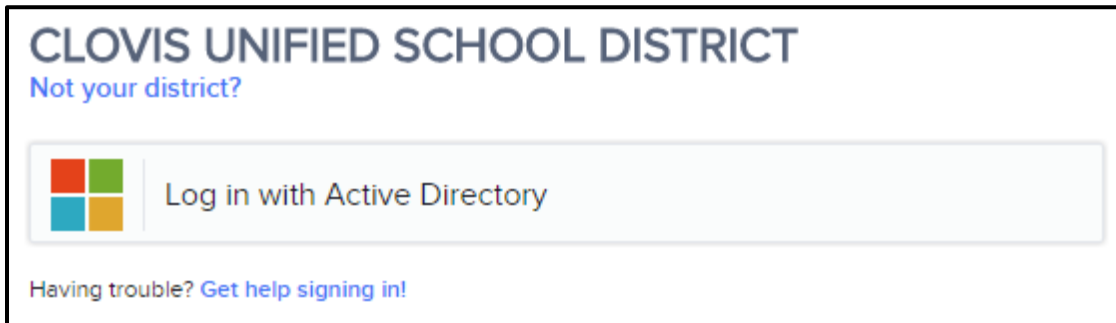 CLOVIS UNIFIED SCHOOL DISTRICT
Not your district?
Log in with Active Directory
Having trouble? Get help signing in!